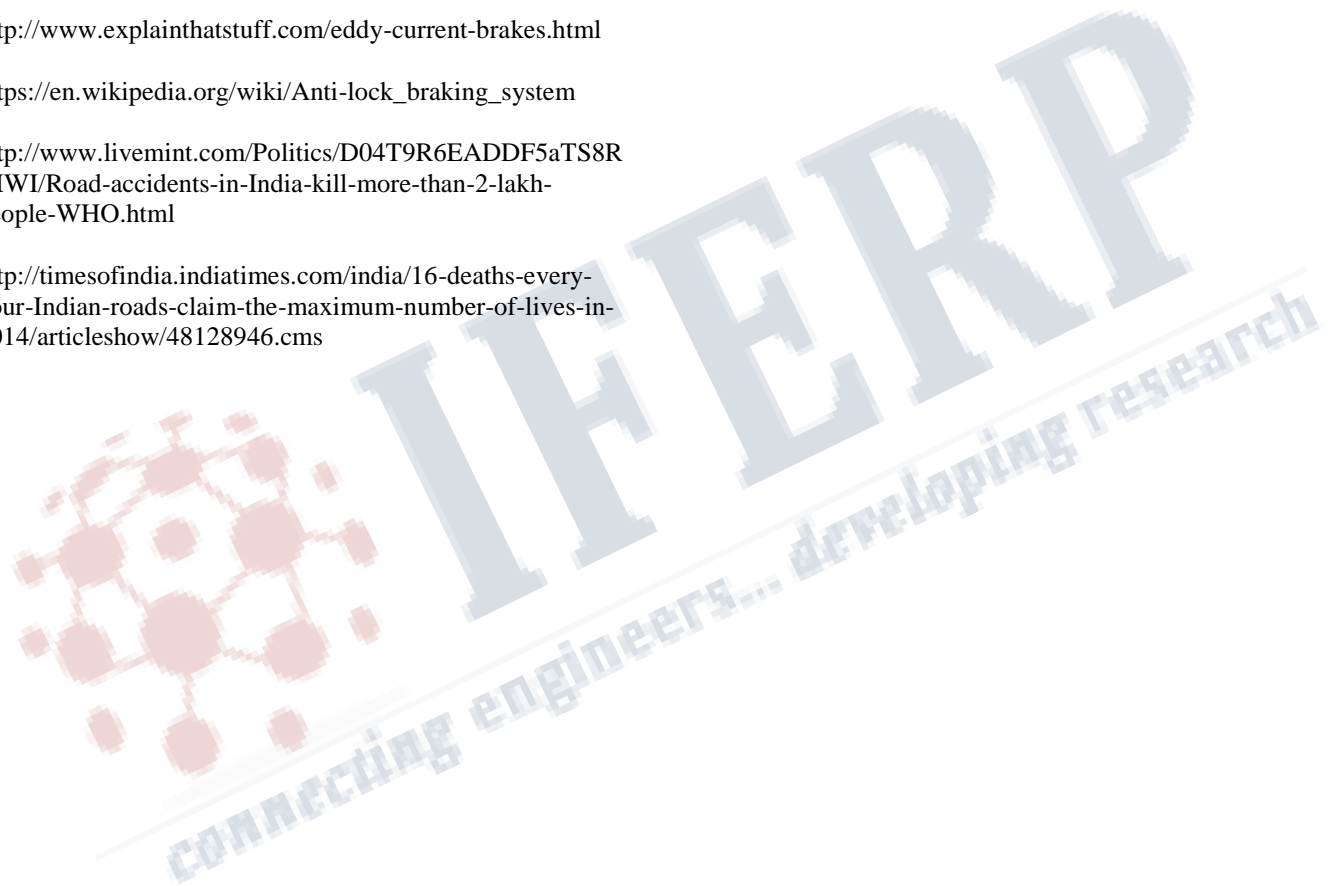 tp://www.explainthatstuff.com/eddy-current-brakes.html
tps://en.wikipedia.org/wiki/Anti-lock_braking_system
tp://www.livemint.com/Politics/D04T9R6EADDF5aTS8R
IWI/Road-accidents-in-India-kill-more-than-2-lakh-
ople-WHO.html
tp://timesofindia.indiatimes.com/india/16-deaths-every-
our-Indian-roads-claim-the-maximum-number-of-lives-in-
014/articleshow/48128946.cms
IFERP
connecting engineers... developing research